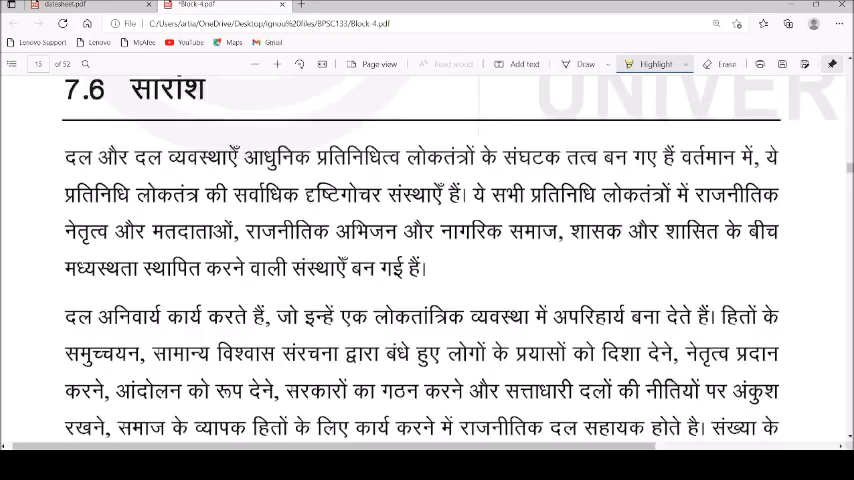 datesheet.pdf × *Block-4.pdf ×
File C:/Users/artia/OneDrive/Desktop/ignou%20files/BPSC133/Block-4.pdf
Lenovo Support Lenovo McAfee YouTube Maps Gmail
15 of 52 Page view Read aloud Add text Draw Highlight Erase
7.6 सारांश
UNIVER
दल और दल व्यवस्थाएँ आधुनिक प्रतिनिधित्व लोकतंत्रों के संघटक तत्व बन गए हैं वर्तमान में, ये
प्रतिनिधि लोकतंत्र की सर्वाधिक दृष्टिगोचर संस्थाएँ हैं। ये सभी प्रतिनिधि लोकतंत्रों में राजनीतिक
नेतृत्व और मतदाताओं, राजनीतिक अभिजन और नागरिक समाज, शासक और शासित के बीच
मध्यस्थता स्थापित करने वाली संस्थाएँ बन गई हैं।
दल अनिवार्य कार्य करते हैं, जो इन्हें एक लोकतांत्रिक व्यवस्था में अपरिहार्य बना देते हैं। हितों के
समुच्चयन, सामान्य विश्वास संरचना द्वारा बंधे हुए लोगों के प्रयासों को दिशा देने, नेतृत्व प्रदान
करने, आंदोलन को रूप देने, सरकारों का गठन करने और सत्ताधारी दलों की नीतियों पर अंकुश
रखने, समाज के व्यापक हितों के लिए कार्य करने में राजनीतिक दल सहायक होते है। संख्या के